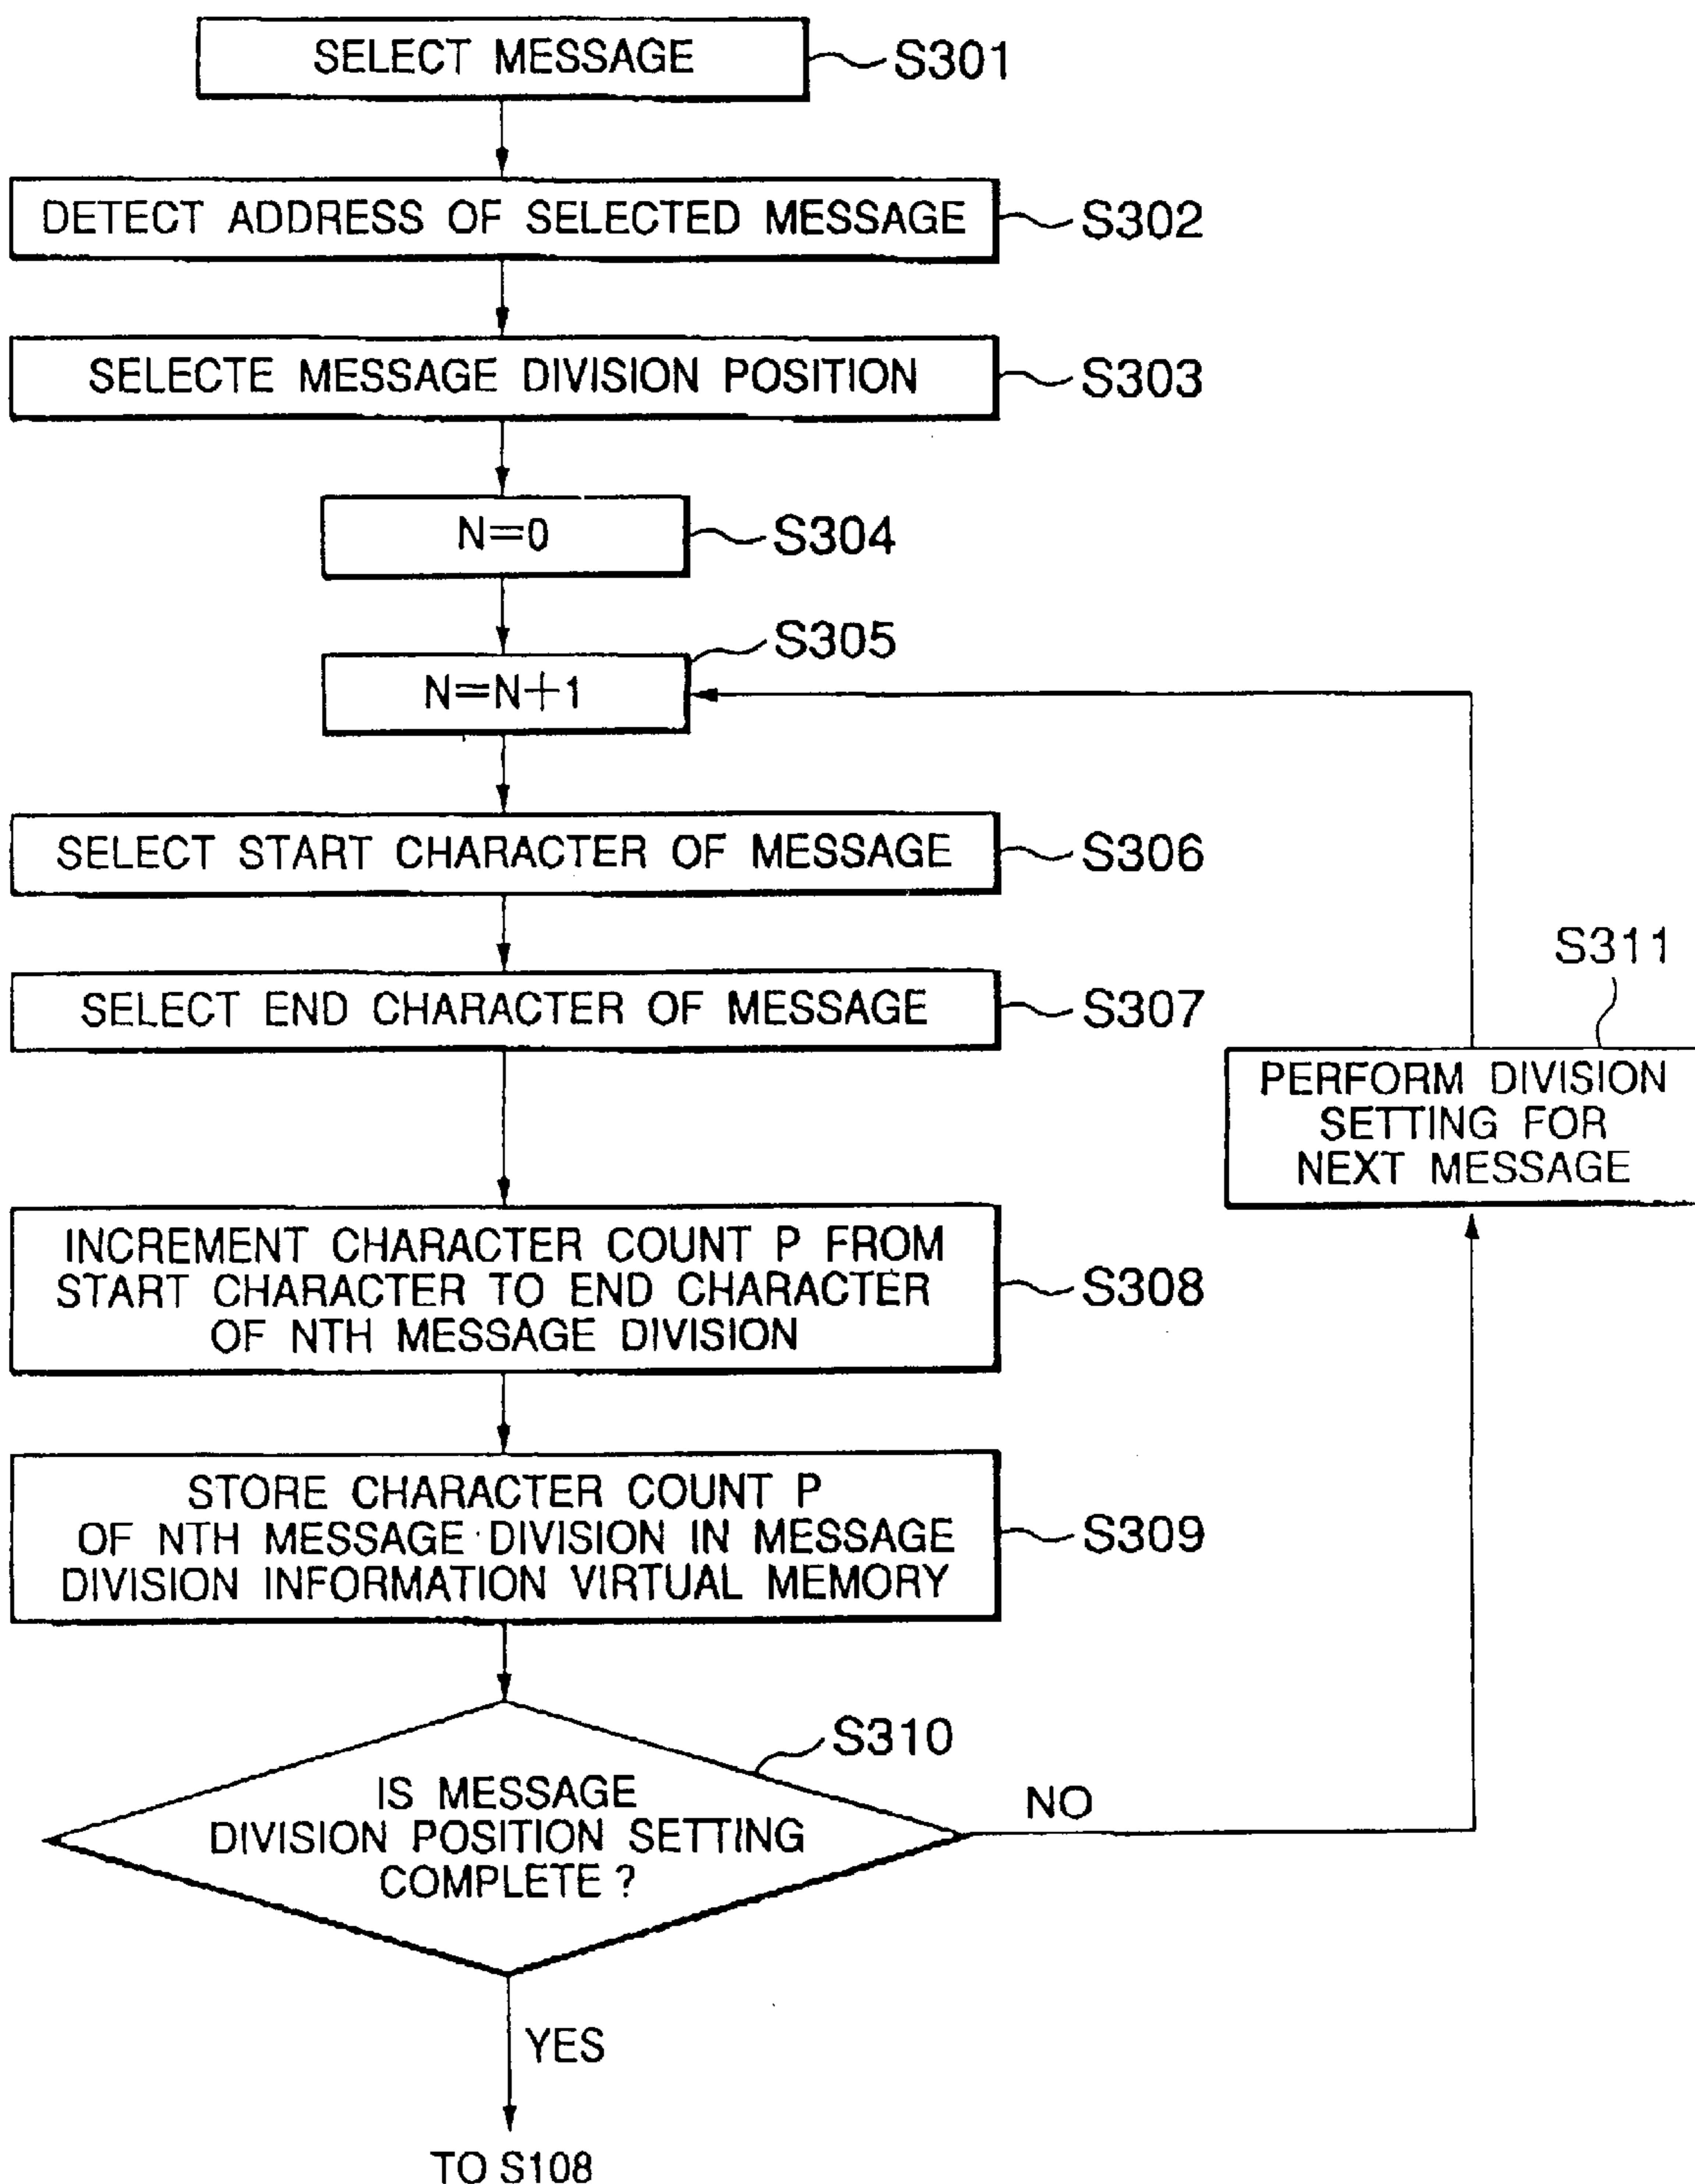 SELECT MESSAGE
S301
DETECT ADDRESS OF SELECTED MESSAGE
S302
SELECTE MESSAGE DIVISION POSITION
S303
N=0
S304
S305
N=N+1
SELECT START CHARACTER OF MESSAGE
S306
SELECT END CHARACTER OF MESSAGE
S307
S311
PERFORM DIVISION
SETTING FOR
NEXT MESSAGE
INCREMENT CHARACTER COUNT P FROM
START CHARACTER TO END CHARACTER
OF NTH MESSAGE DIVISION
S308
STORE CHARACTER COUNT P
OF NTH MESSAGE DIVISION IN MESSAGE
DIVISION INFORMATION VIRTUAL MEMORY
S309
S310
IS MESSAGE
DIVISION POSITION SETTING
COMPLETE ?
NO
YES
TO S108